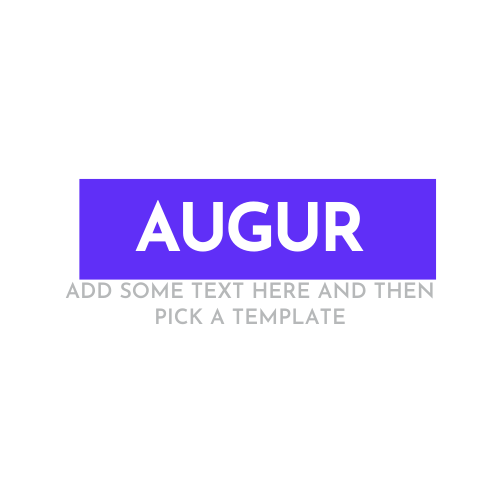 AUGUR
ADD SOME TEXT HERE AND THEN
PICK A TEMPLATE